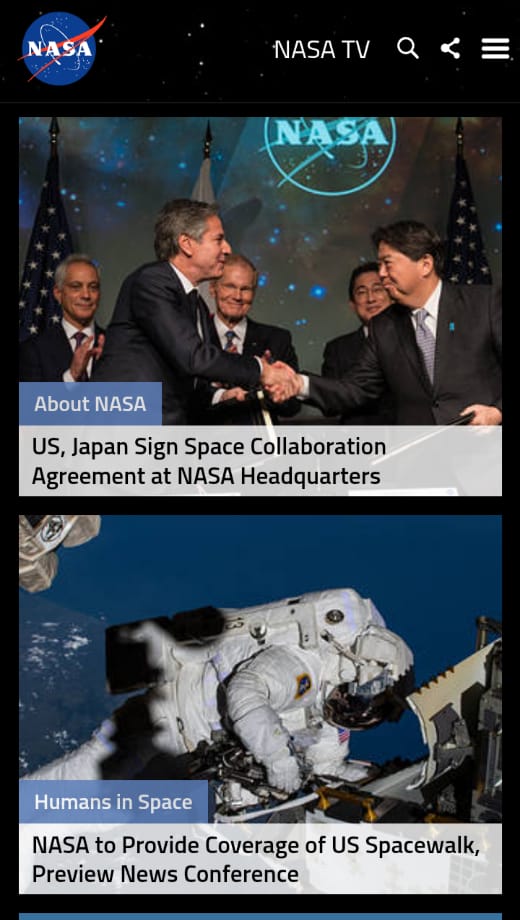 NASA
NASA TV
NASA
About NASA
US, Japan Sign Space Collaboration
Agreement at NASA Headquarters
Humans in Space
NASA to Provide Coverage of US Spacewalk,
Preview News Conference